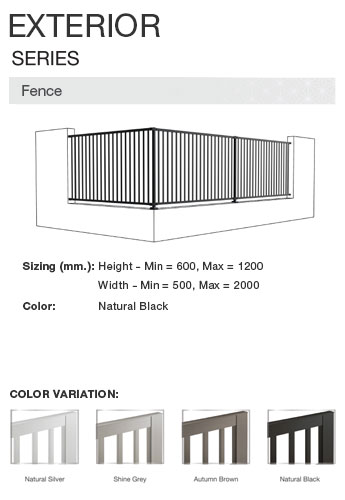 EXTERIOR
SERIES
Fence
Sizing (mm.): Height - Min = 600, Max = 1200
Width - Min = 500, Max = 2000
Color: Natural Black
COLOR VARIATION:
Natural Silver Shine Grey Autumn Brown Natural Black